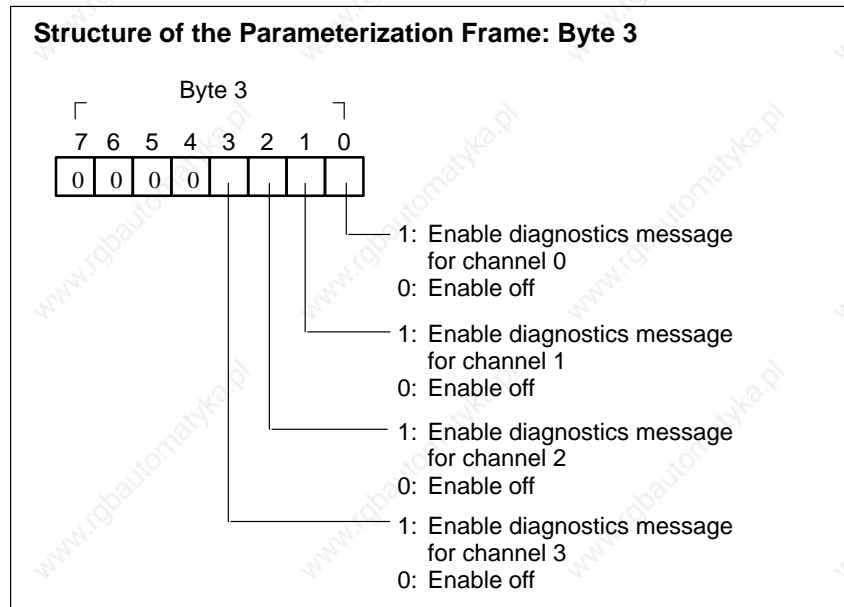 Structure of the Parameterization Frame: Byte 3
Byte 3
7 6 5 4 3 2 1 0
0 0 0 0
1: Enable diagnostics message
for channel 0
0: Enable off
1: Enable diagnostics message
for channel 1
0: Enable off
1: Enable diagnostics message
for channel 2
0: Enable off
1: Enable diagnostics message
for channel 3
0: Enable off
www.rgbautomatyka.pl